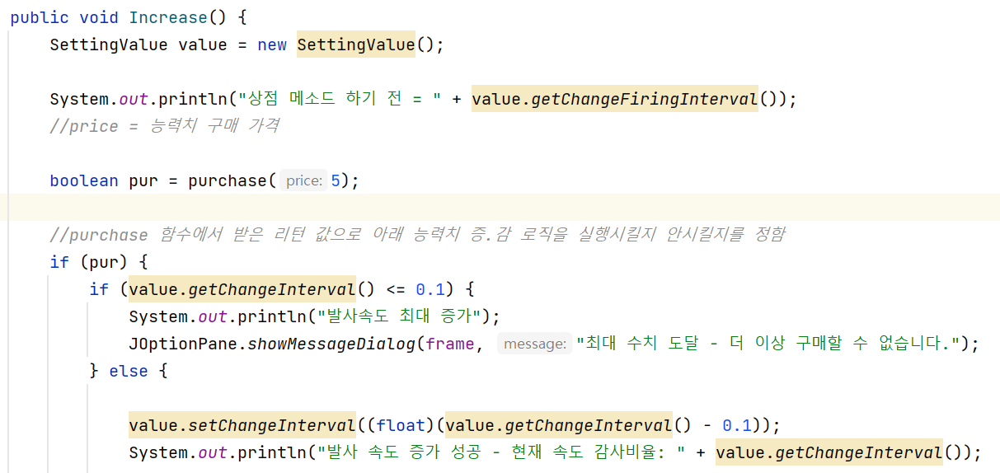 public void Increase() {
SettingValue value = new SettingValue();
System.out.println("상점 메소드 하기 전 = " + value.getChangeFiringInterval());
//price = 능력치 구매 가격
boolean pur = purchase( price: 5);
//purchase 함수에서 받은 리턴 값으로 아래 능력치 증.감 로직을 실행시킬지 안시킬지를 정함
if (pur) {
if (value.getChangeInterval() <= 0.1) {
System.out.println("발사속도 최대 증가");
JOptionPane.showMessageDialog(frame, message: "최대 수치 도달 - 더 이상 구매할 수 없습니다.");
} else {
value.setChangeInterval((float)(value.getChangeInterval() - 0.1));
System.out.println("발사 속도 증가 성공 - 현재 속도 감사비율: " + value.getChangeInterval());